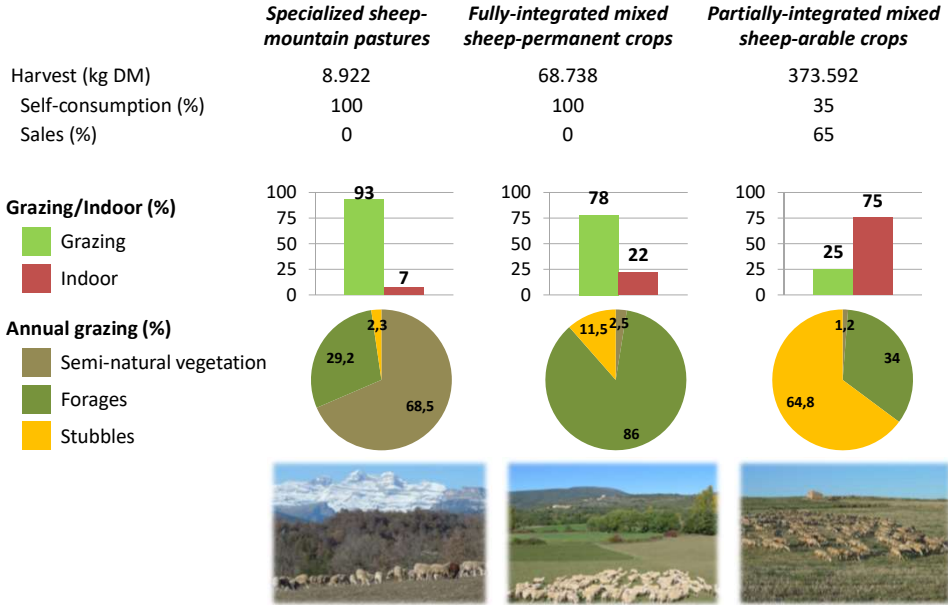 Specialized sheep-
mountain pastures
Fully-integrated mixed
sheep-permanent crops
Partially-integrated mixed
sheep-arable crops
Harvest (kg DM) 8.922 68.738 373.592
Self-consumption (%) 100 100 35
Sales (%) 0 0 65
Grazing/Indoor (%)
Grazing
Indoor
100
75
50
25
0
93
7
100
75
50
25
0
78
22
100
75
50
25
0
25
75
Annual grazing (%)
Semi-natural vegetation
Forages
Stubbles
2,3
29,2
68,5
11,5
2,5
86
1,2
34
64,8